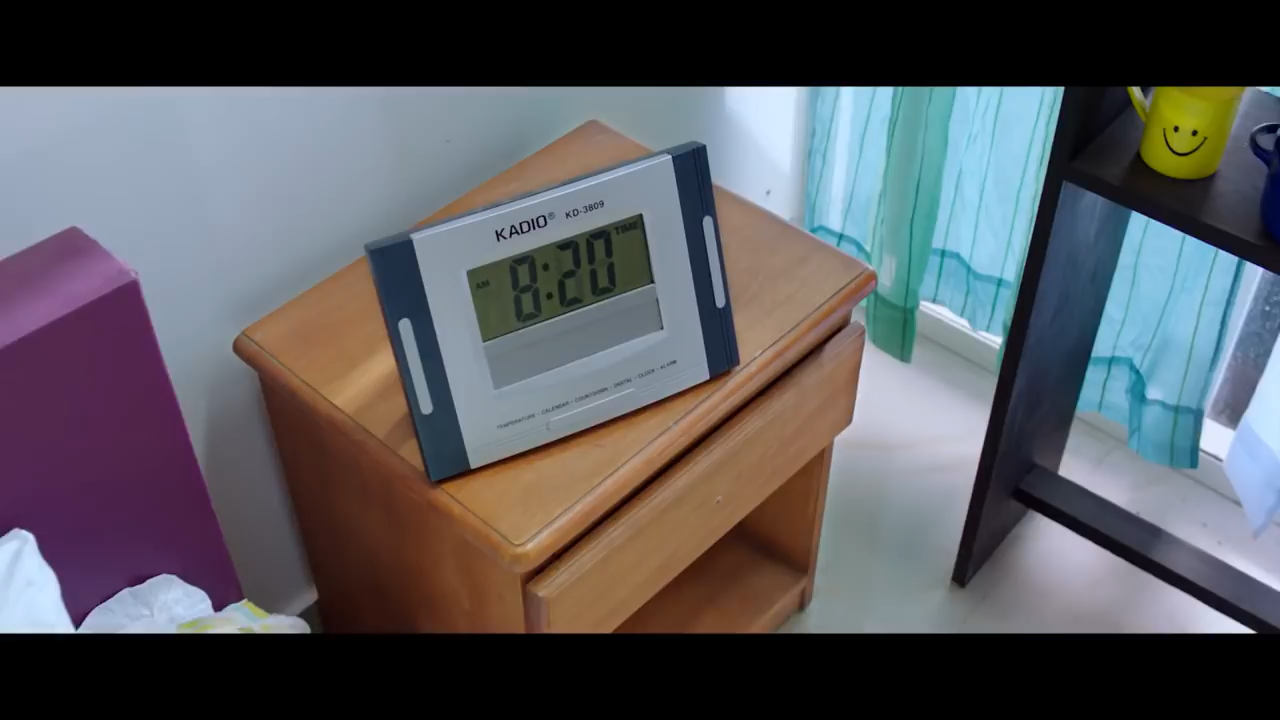 KADIO® KD-3809
TIME
AM 8:20
TEMPERATURE · CALENDAR · COUNTDOWN · DIGITAL · CLOCK · ALARM